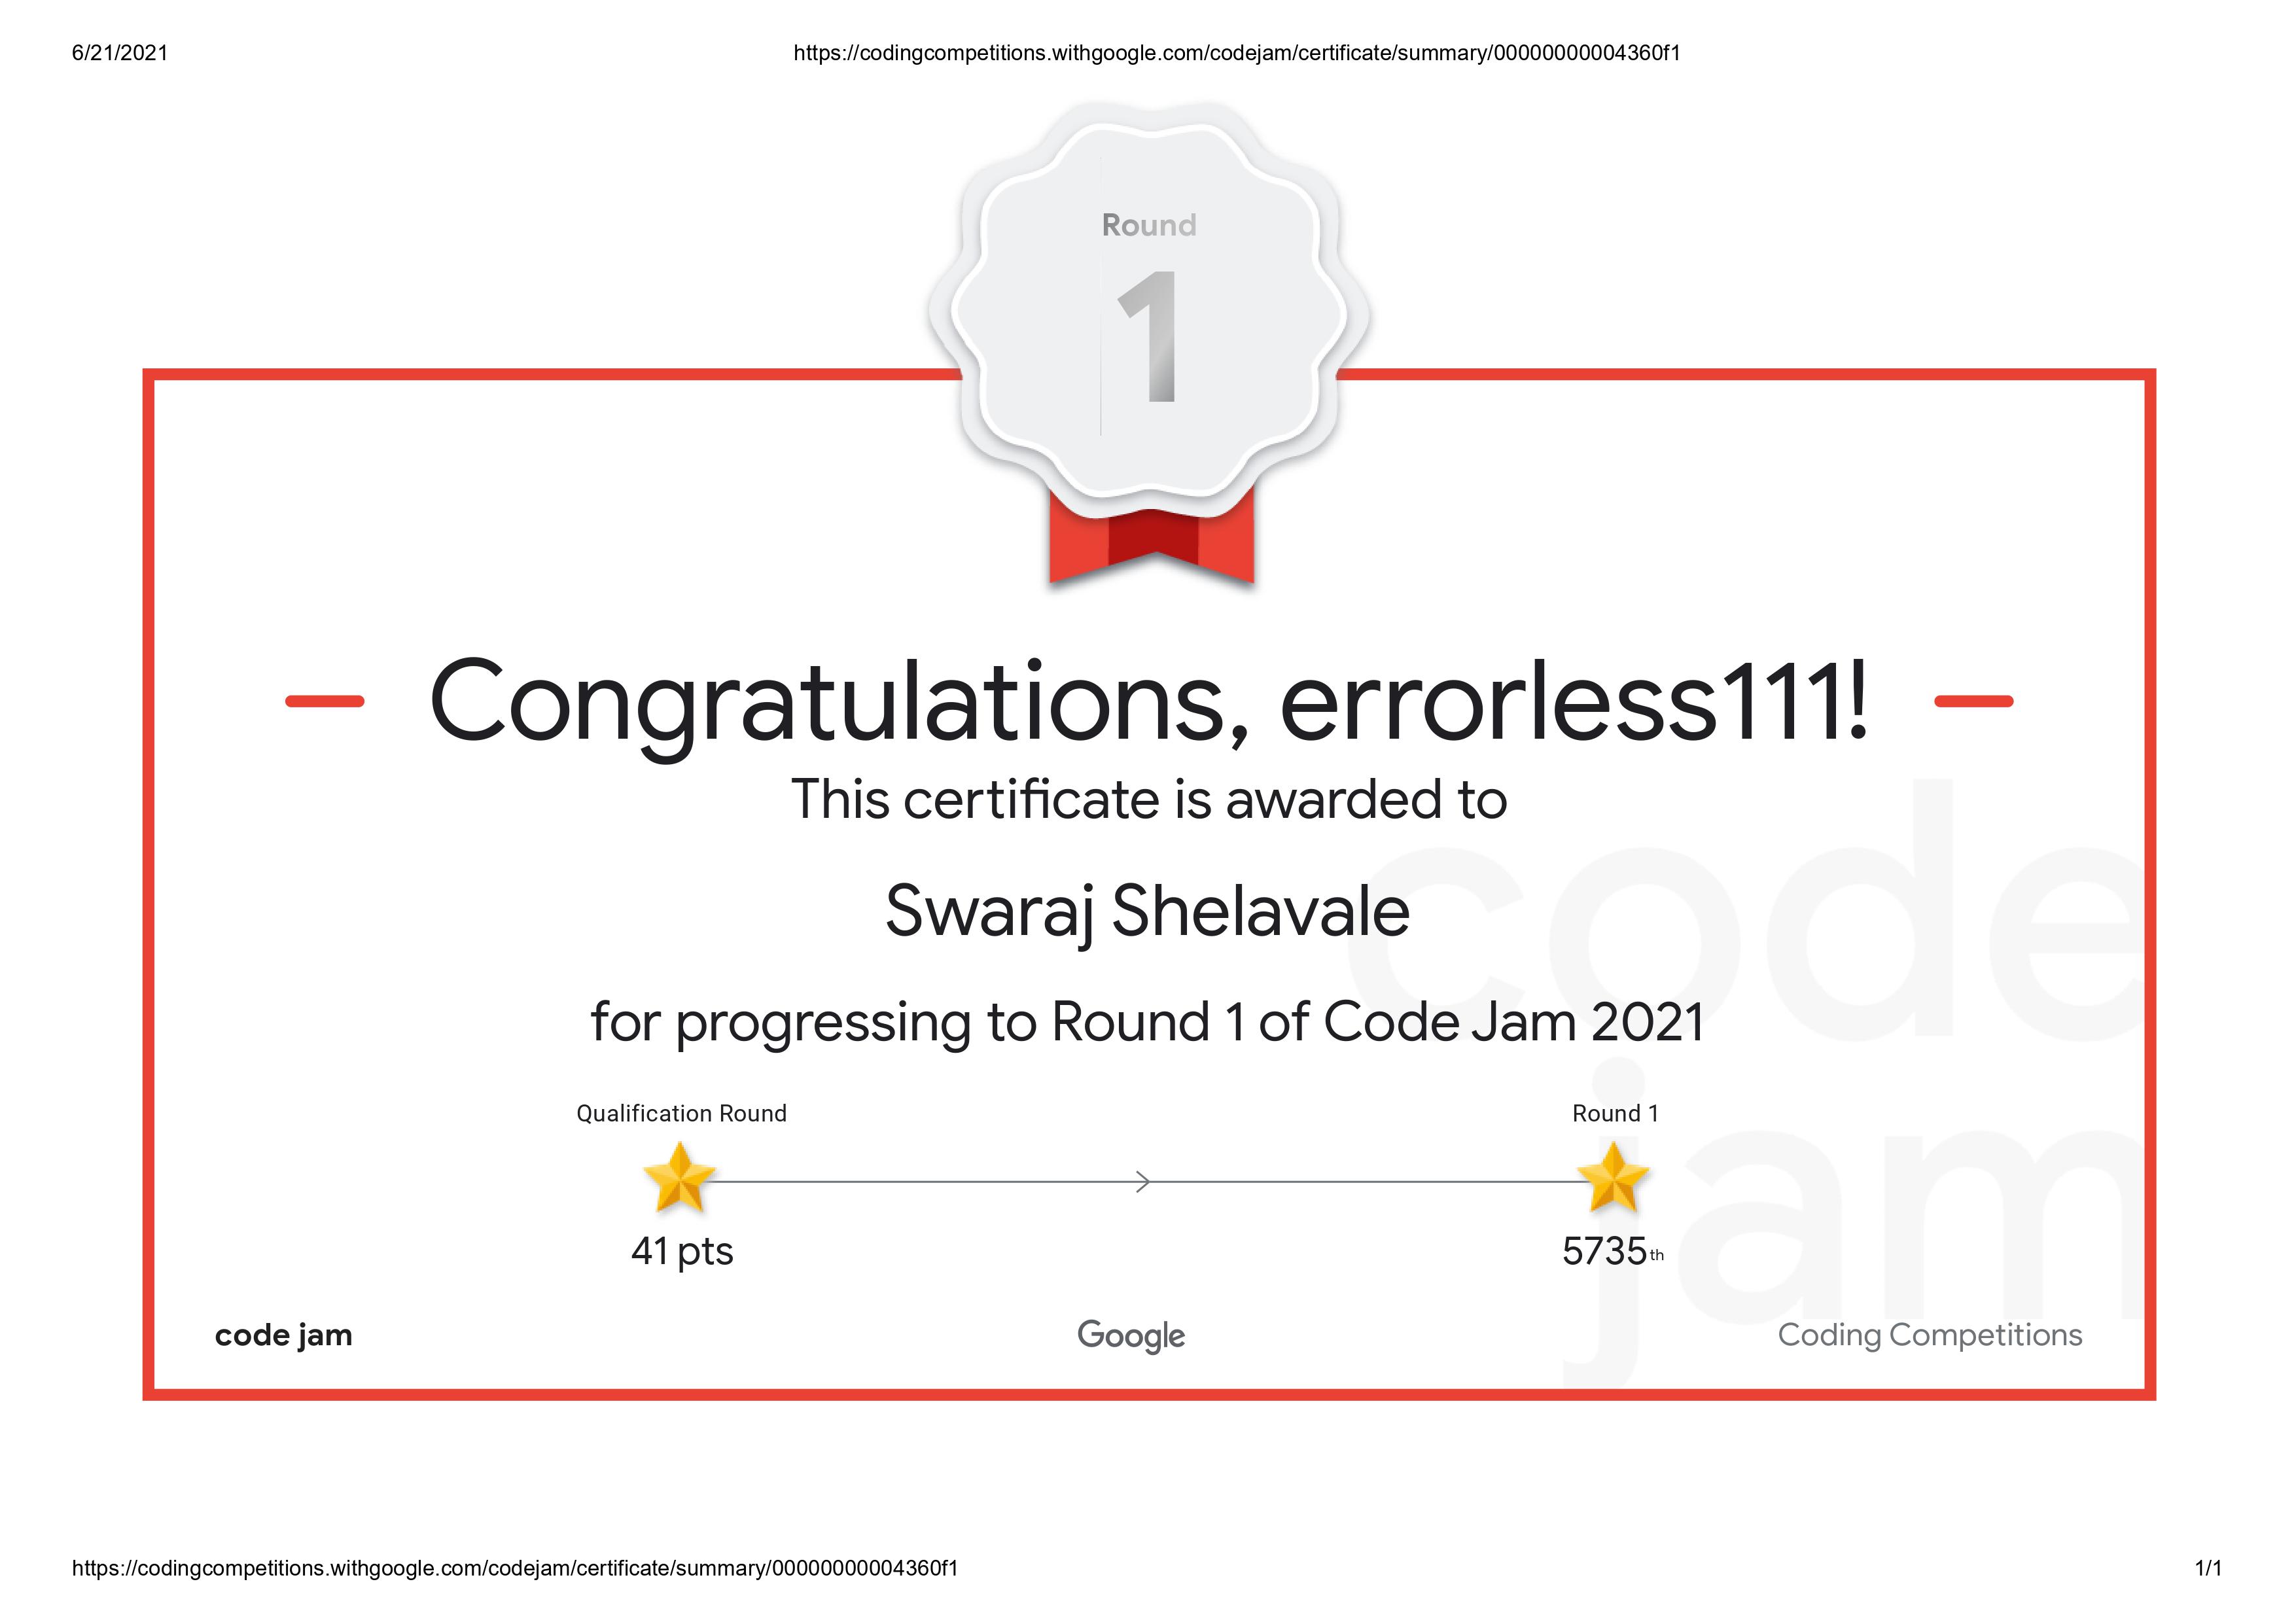 6/21/2021 https://codingcompetitions.withgoogle.com/codejam/certificate/summary/00000000004360f1
Round
1
Congratulations, errorless111!
This certificate is awarded to
Swaraj Shelavale
for progressing to Round 1 of Code Jam 2021
Qualification Round Round 1
41 pts 5735th
code jam Google Coding Competitions
code
jam
https://codingcompetitions.withgoogle.com/codejam/certificate/summary/00000000004360f1 1/1